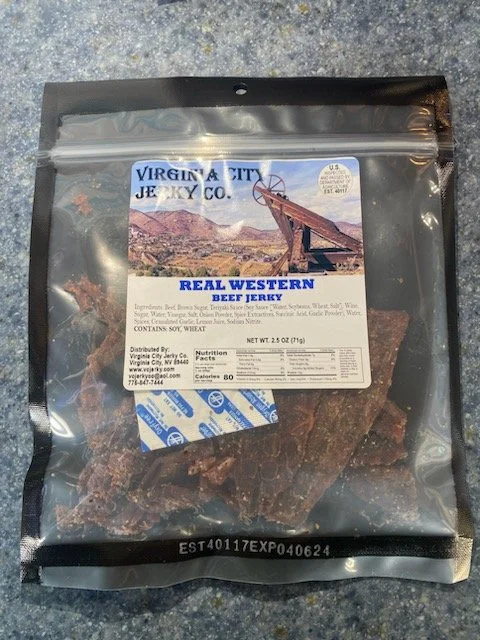 VIRGINIA CITY
JERKY CO.
U.S.
INSPECTED
AND PASSED BY
DEPARTMENT OF
AGRICULTURE
EST. 40117
REAL WESTERN
BEEF JERKY
Ingredients: Beef, Brown Sugar, Teriyaki Sauce (Soy Sauce [Water, Soybeans, Wheat, Salt], Wine,
Sugar, Water, Vinegar, Salt, Onion Powder, Spice Extractives, Succinic Acid, Garlic Powder), Water,
Spices, Granulated Garlic, Lemon Juice, Sodium Nitrite.
CONTAINS: SOY, WHEAT
NET WT. 2.5 OZ (71g)
Distributed By:
Virginia City Jerky Co.
Virginia City, NV 89440
www.vcjerky.com
vcjerkyco@aol.com
775-847-7444
Nutrition
Facts
Calories 80
EST40117EXP040624